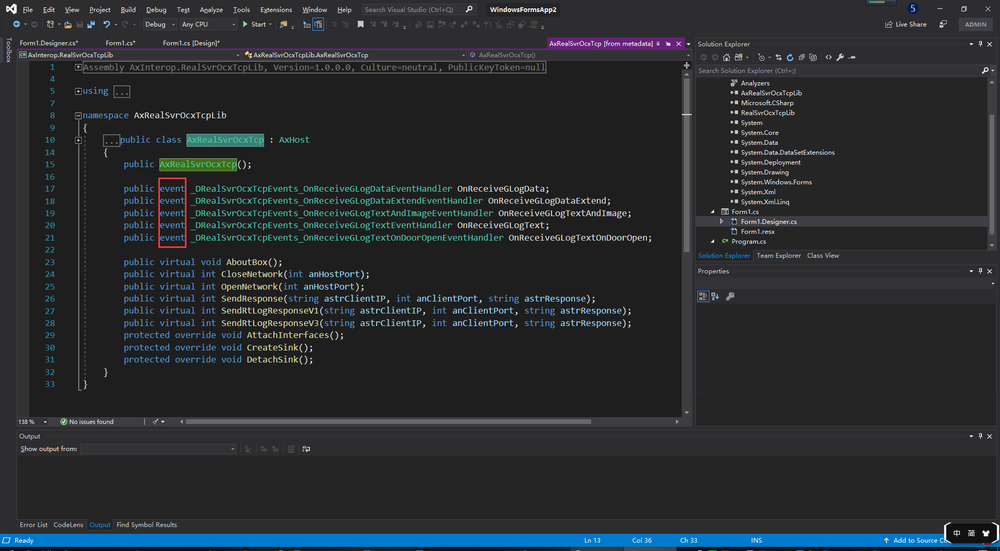 File Edit View Project Build Debug Test Analyze Tools Extensions Window Help Search Visual Studio (Ctrl+Q) WindowsFormsApp2 5
Debug Any CPU Start Live Share ADMIN
Toolbox
Form1.Designer.cs* Form1.cs* Form1.cs [Design]* AxRealSvrOcxTcp [from metadata]
AxInterop.RealSvrOcxTcpLib AxRealSvrOcxTcpLib.AxRealSvrOcxTcp AxRealSvrOcxTcp()
1 Assembly AxInterop.RealSvrOcxTcpLib, Version=1.0.0.0, Culture=neutral, PublicKeyToken=null
4
5 using ...
7
8 namespace AxRealSvrOcxTcpLib
9 {
10 ...public class AxRealSvrOcxTcp : AxHost
14 {
15 public AxRealSvrOcxTcp();
16
17 public event _DRealSvrOcxTcpEvents_OnReceiveGLogDataEventHandler OnReceiveGLogData;
18 public event _DRealSvrOcxTcpEvents_OnReceiveGLogDataExtendEventHandler OnReceiveGLogDataExtend;
19 public event _DRealSvrOcxTcpEvents_OnReceiveGLogTextAndImageEventHandler OnReceiveGLogTextAndImage;
20 public event _DRealSvrOcxTcpEvents_OnReceiveGLogTextEventHandler OnReceiveGLogText;
21 public event _DRealSvrOcxTcpEvents_OnReceiveGLogTextOnDoorOpenEventHandler OnReceiveGLogTextOnDoorOpen;
22
23 public virtual void AboutBox();
24 public virtual int CloseNetwork(int anHostPort);
25 public virtual int OpenNetwork(int anHostPort);
26 public virtual int SendResponse(string astrClientIP, int anClientPort, string astrResponse);
27 public virtual int SendRtLogResponseV1(string astrClientIP, int anClientPort, string astrResponse);
28 public virtual int SendRtLogResponseV3(string astrClientIP, int anClientPort, string astrResponse);
29 protected override void AttachInterfaces();
30 protected override void CreateSink();
31 protected override void DetachSink();
32 }
33 }
138 % No issues found
Solution Explorer
Search Solution Explorer (Ctrl+;)
Analyzers
AxRealSvrOcxTcpLib
Microsoft.CSharp
RealSvrOcxTcpLib
System
System.Core
System.Data
System.Data.DataSetExtensions
System.Deployment
System.Drawing
System.Windows.Forms
System.Xml
System.Xml.Linq
Form1.cs
Form1.Designer.cs
Form1.resx
C# Program.cs
Solution Explorer Team Explorer Class View
Properties
Output
Show output from:
Error List CodeLens Output Find Symbol Results
Ready Ln 13 Col 36 Ch 33 INS Add to Source Co
中 简